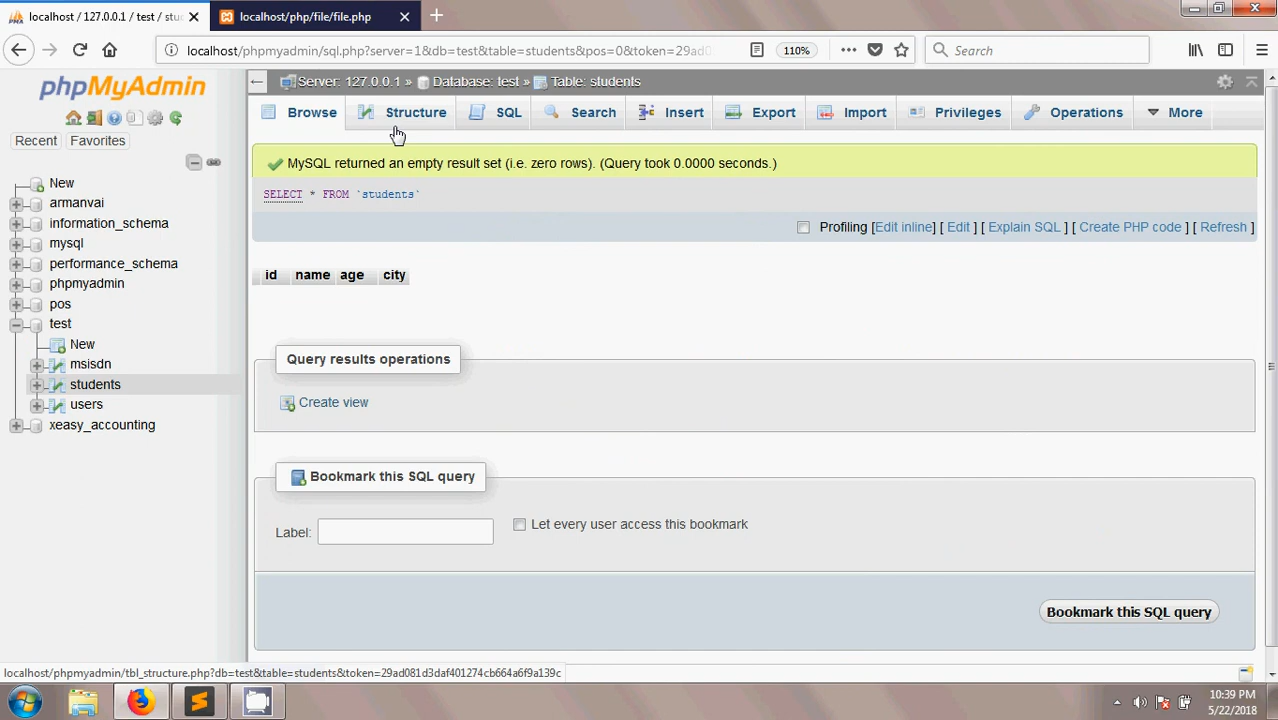 localhost / 127.0.0.1 / test / stu
localhost/php/file/file.php
localhost/phpmyadmin/sql.php?server=1&db=test&table=students&pos=0&token=29ad0
110%
Search
phpMyAdmin
Recent
Favorites
New
armanvai
information_schema
mysql
performance_schema
phpmyadmin
pos
test
New
msisdn
students
users
xeasy_accounting
Server: 127.0.0.1 » Database: test » Table: students
Browse
Structure
SQL
Search
Insert
Export
Import
Privileges
Operations
More
MySQL returned an empty result set (i.e. zero rows). (Query took 0.0000 seconds.)
SELECT * FROM `students`
Profiling [Edit inline] [ Edit ] [ Explain SQL ] [ Create PHP code ] [ Refresh ]
id name age city
Query results operations
Create view
Bookmark this SQL query
Label:
Let every user access this bookmark
Bookmark this SQL query
localhost/phpmyadmin/tbl_structure.php?db=test&table=students&token=29ad081d3daf401274cb664a6f9a139c
10:39 PM
5/22/2018